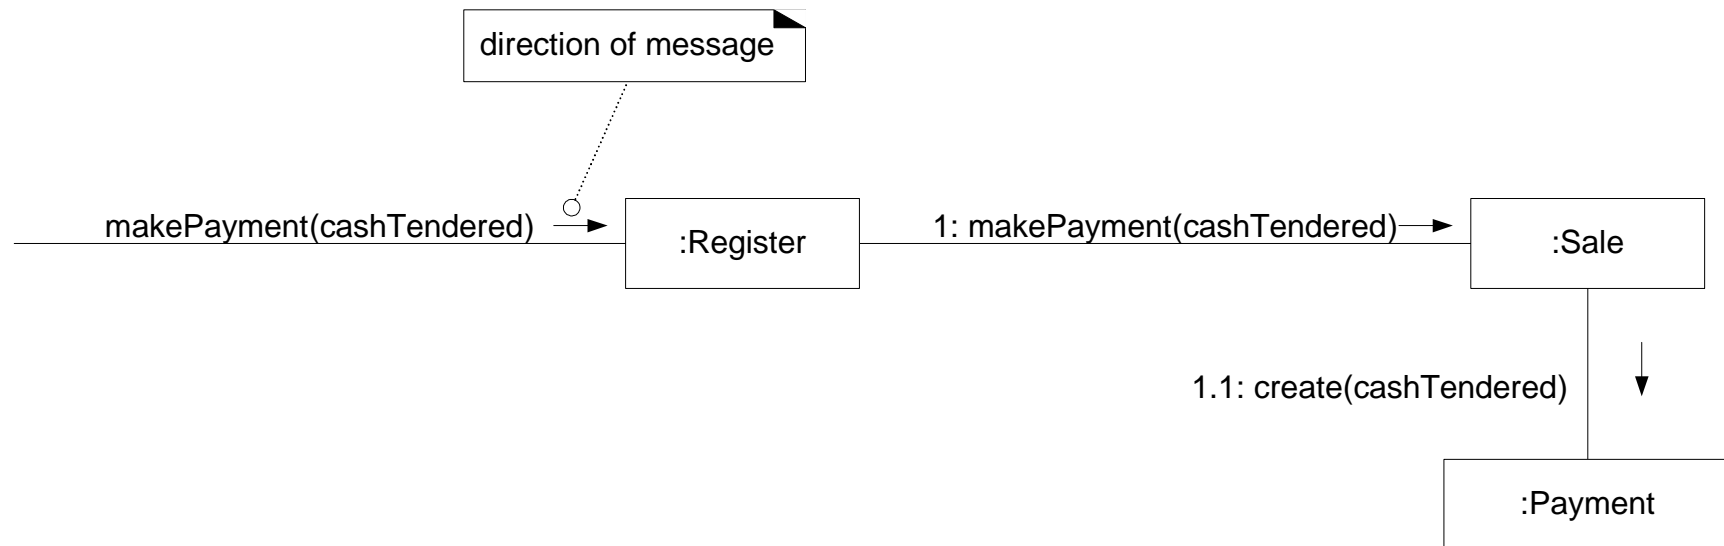 direction of message
makePayment(cashTendered)
:Register
1: makePayment(cashTendered)
:Sale
1.1: create(cashTendered)
:Payment